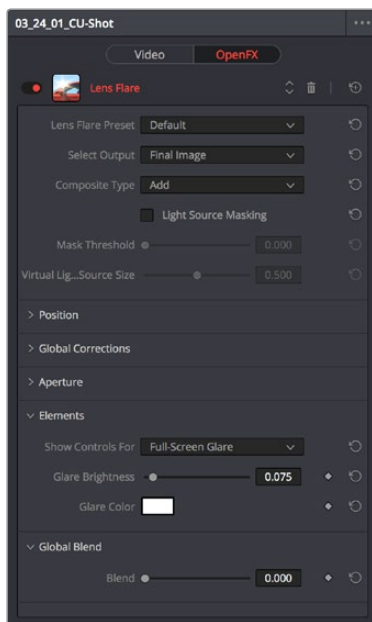 03_24_01_CU-Shot
Video OpenFX
Lens Flare
Lens Flare Preset Default
Select Output Final Image
Composite Type Add
Light Source Masking
Mask Threshold 0.000
Virtual Lig...Source Size 0.500
Position
Global Corrections
Aperture
Elements
Show Controls For Full-Screen Glare
Glare Brightness 0.075
Glare Color
Global Blend
Blend 0.000